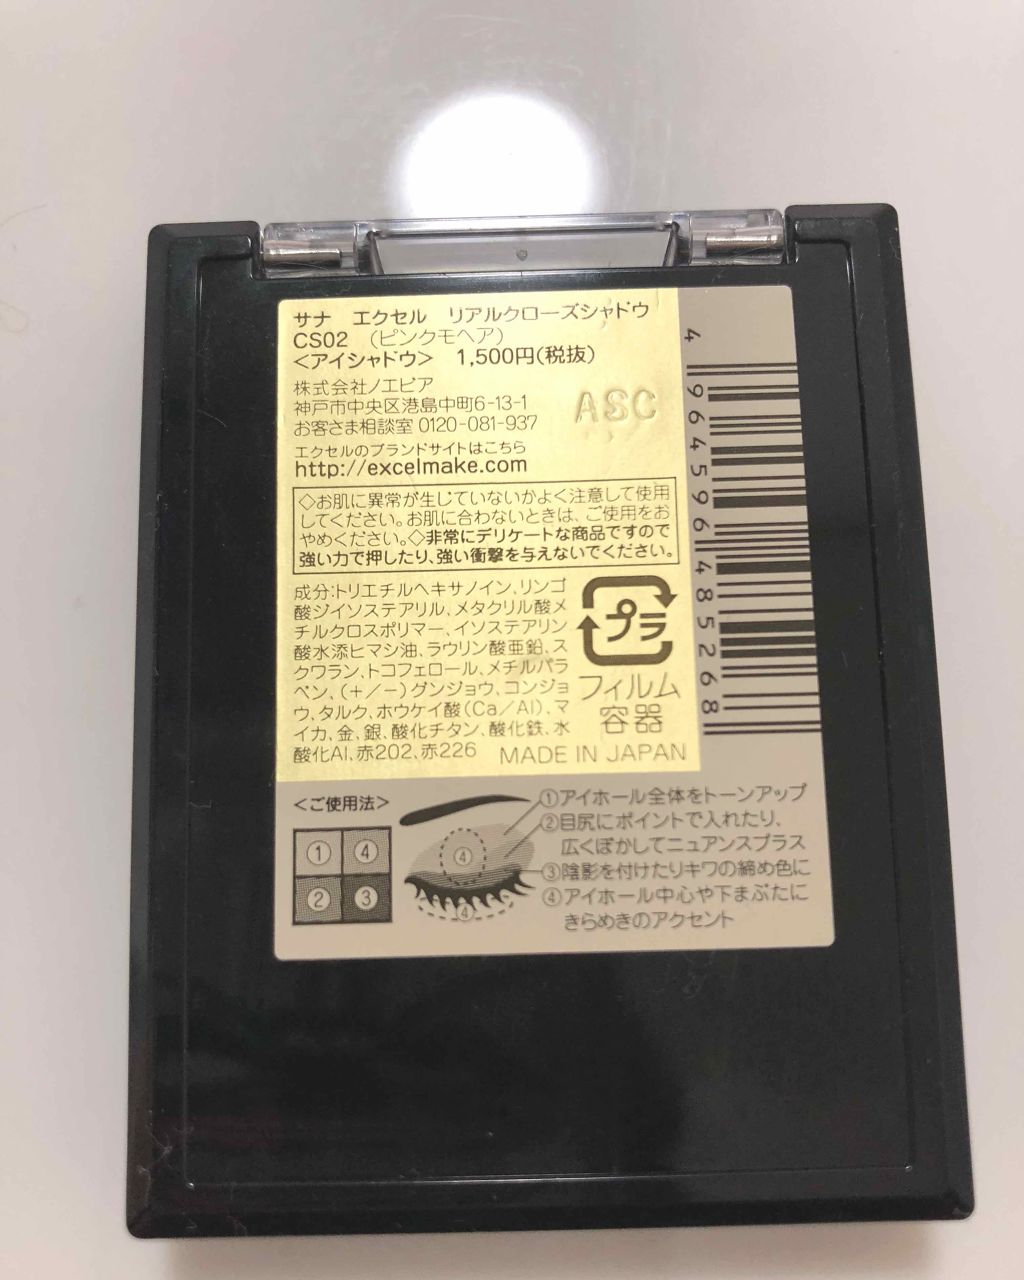 サナ エクセル リアルクローズシャドウ
CS02 (ピンクモヘア)
<アイシャドウ> 1,500円(税抜)
株式会社ノエビア
神戸市中央区港島中町6-13-1
お客さま相談室 0120-081-937
ASC
エクセルのブランドサイトはこちら
http://excelmake.com
◇お肌に異常が生じていないかよく注意して使用
してください。お肌に合わないときは、ご使用をお
やめください。◇非常にデリケートな商品ですので
強い力で押したり、強い衝撃を与えないでください。
成分:トリエチルヘキサノイン、リンゴ
酸ジイソステアリル、メタクリル酸メ
チルクロスポリマー、イソステアリン
酸水添ヒマシ油、ラウリン酸亜鉛、ス
クワラン、トコフェロール、メチルパラ
ベン、(+/-)グンジョウ、コンジョ
ウ、タルク、ホウケイ酸(Ca/Al)、マ
イカ、金、銀、酸化チタン、酸化鉄、水
酸化Al、赤202、赤226
プラ
フィルム
容器
MADE IN JAPAN
4 964596 485268
<ご使用法>
① ④
② ③
④
④
①アイホール全体をトーンアップ
②目尻にポイントで入れたり、
広くぼかしてニュアンスプラス
③陰影を付けたりキワの締め色に
④アイホール中心や下まぶたに
きらめきのアクセント